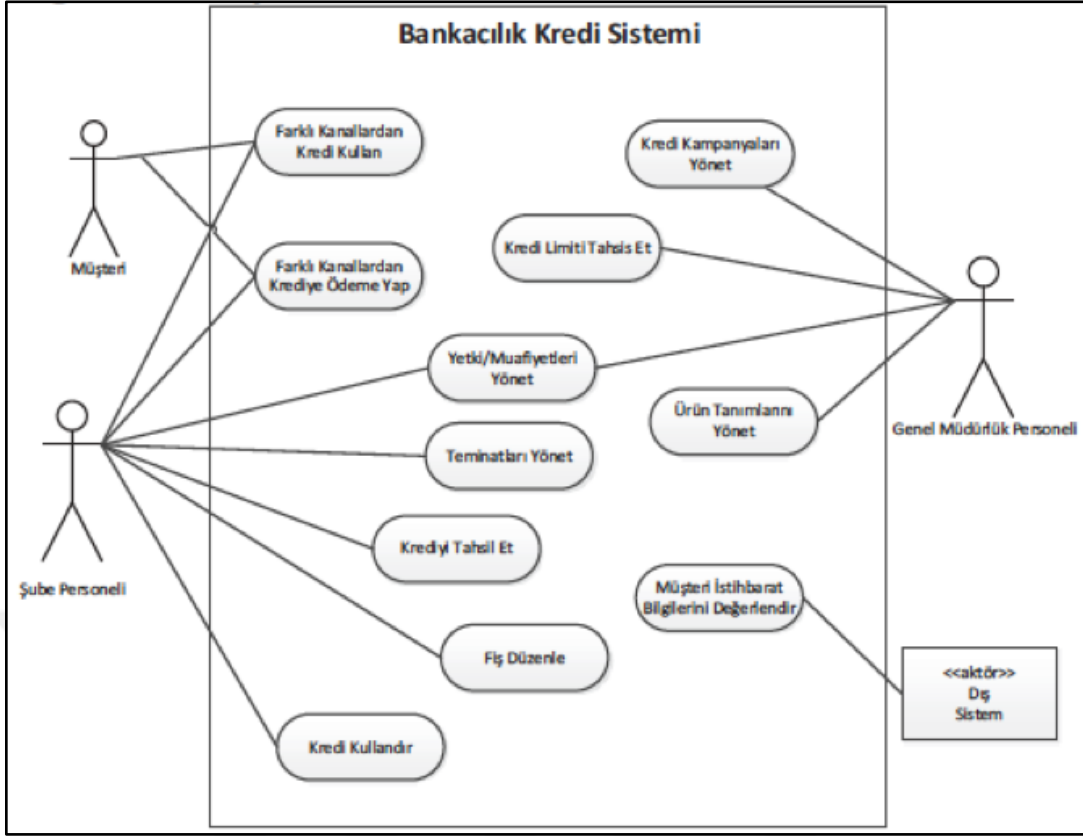 Bankacılık Kredi Sistemi
Farklı Kanallardan
Kredi Kullan
Kredi Kampanyaları
Yönet
Müşteri
Kredi Limiti Tahsis Et
Farklı Kanallardan
Krediye Ödeme Yap
Yetki/Muafiyetleri
Yönet
Ürün Tanımlarını
Yönet
Genel Müdürlük Personeli
Teminatları Yönet
Krediyi Tahsil Et
Şube Personeli
Müşteri İstihbarat
Bilgilerini Değerlendir
Fiş Düzenle
<<aktör>>
Dış
Sistem
Kredi Kullandır